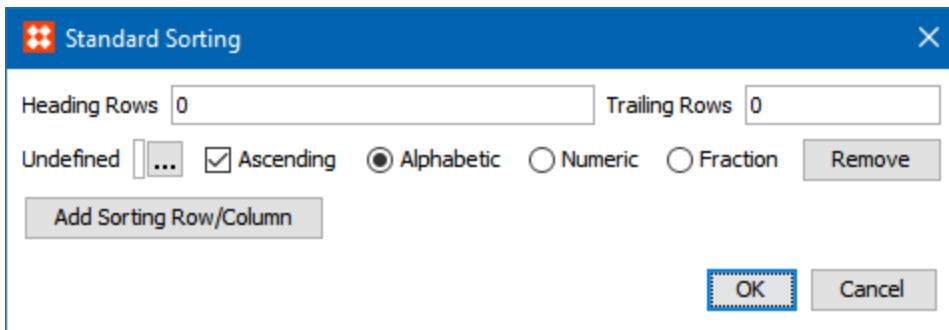 Standard Sorting
Heading Rows 0 Trailing Rows 0
Undefined ... Ascending Alphabetic Numeric Fraction Remove
Add Sorting Row/Column
OK Cancel